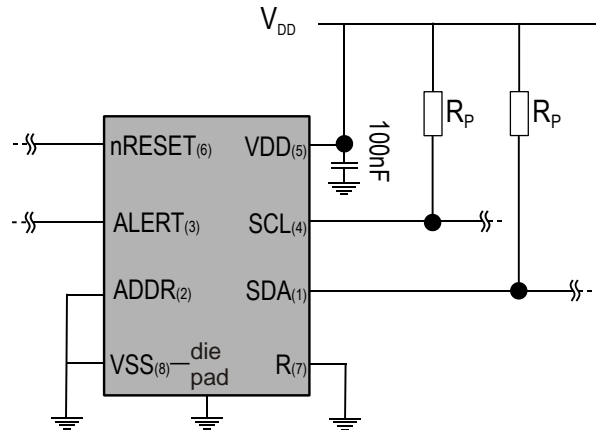 VDD
RP
RP
100nF
nRESET(6)
VDD(5)
ALERT(3)
SCL(4)
ADDR(2)
SDA(1)
VSS(8)
die
pad
R(7)